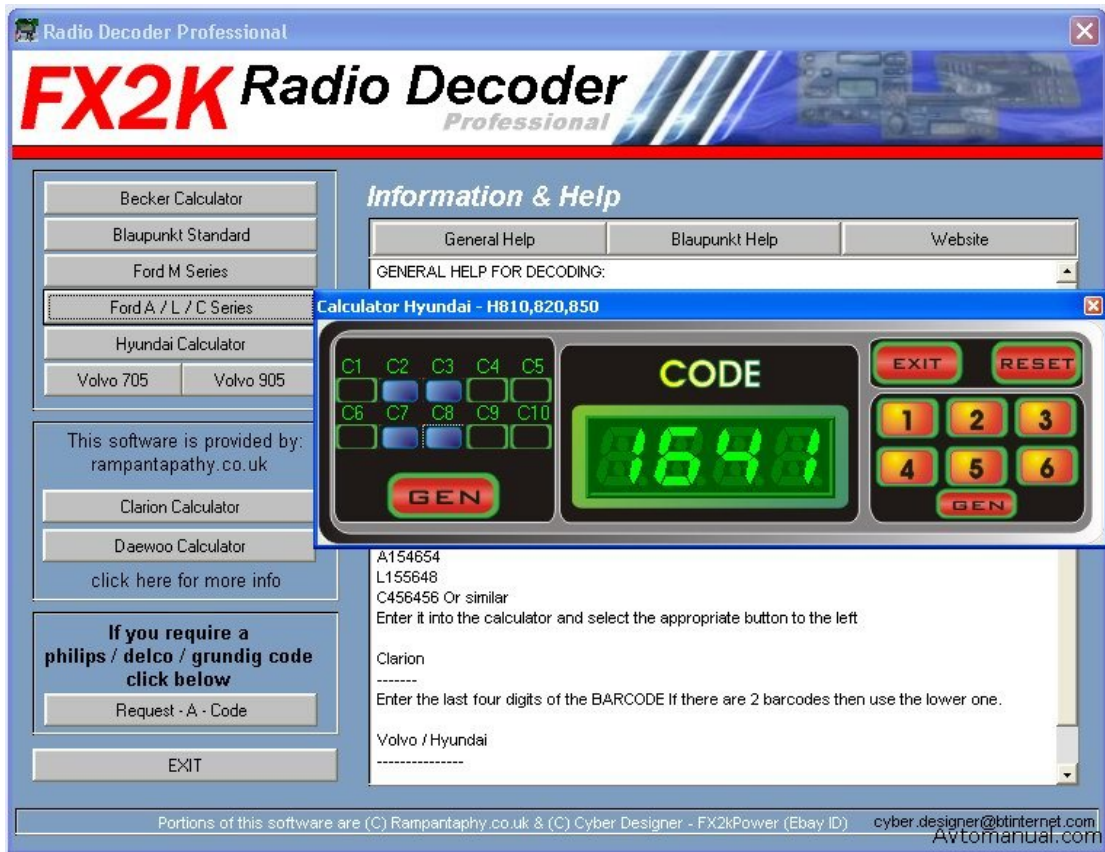 Radio Decoder Professional
FX2K Radio Decoder
Professional
Becker Calculator
Blaupunkt Standard
Ford M Series
Ford A / L / C Series
Hyundai Calculator
Volvo 705 Volvo 905
This software is provided by:
rampantapathy.co.uk
Clarion Calculator
Daewoo Calculator
click here for more info
If you require a
philips / delco / grundig code
click below
Request - A - Code
EXIT
Information & Help
General Help Blaupunkt Help Website
GENERAL HELP FOR DECODING:
Calculator Hyundai - H810,820,850
C1 C2 C3 C4 C5
C6 C7 C8 C9 C10
GEN
CODE
1641
EXIT RESET
1 2 3
4 5 6
GEN
A154654
L155648
C456456 Or similar
Enter it into the calculator and select the appropriate button to the left
Clarion
-------
Enter the last four digits of the BARCODE If there are 2 barcodes then use the lower one.
Volvo / Hyundai
---------------
Portions of this software are (C) Rampantaphy.co.uk & (C) Cyber Designer - FX2kPower (Ebay ID) cyber.designer@btinternet.com
Avtomanual.com